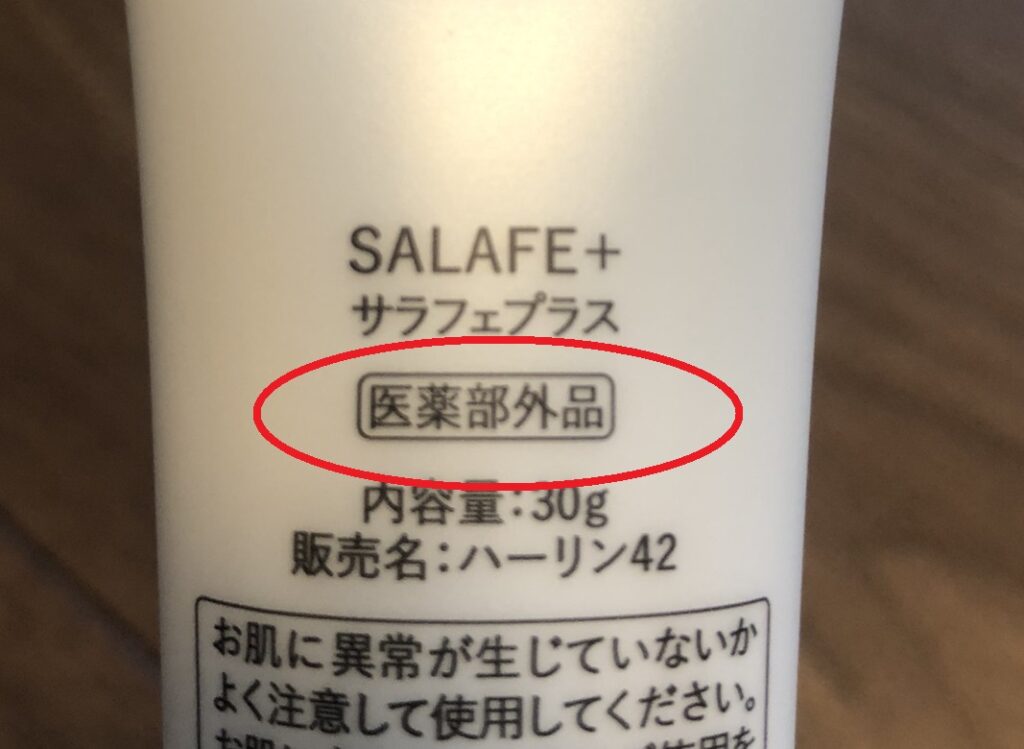 SALAFE+
サラフェプラス
医薬部外品
内容量:30g
販売名:ハーリン42
お肌に異常が生じていないか
よく注意して使用してください。